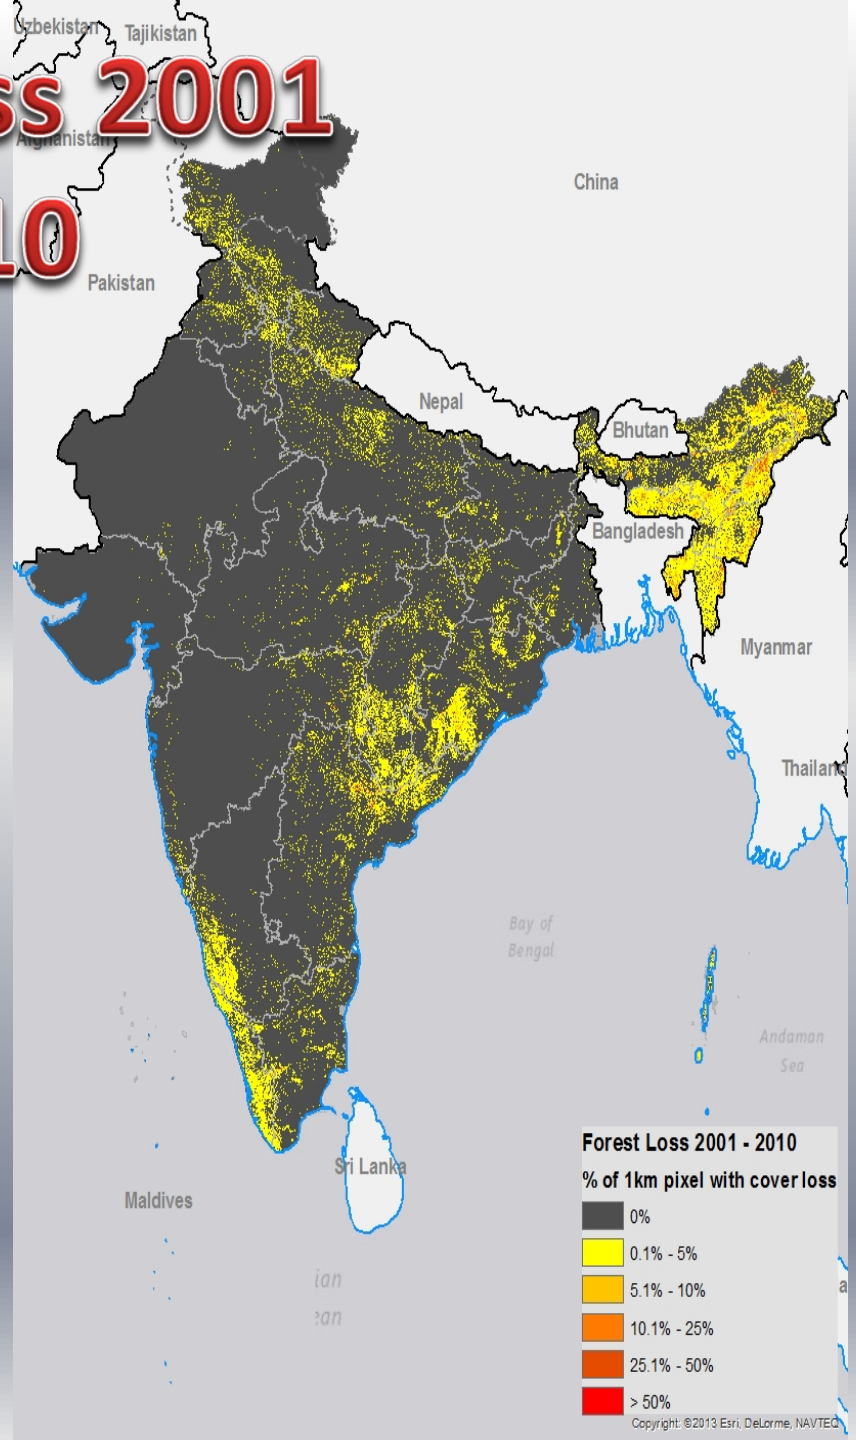 Uzbekistan
Tajikistan
ss 2001
Afghanistan
China
10
Pakistan
Nepal
Bhutan
Bangladesh
Myanmar
Thailand
Bay of
Bengal
Andaman
Sea
Sri Lanka
Maldives
ian
ean
Forest Loss 2001 - 2010
% of 1km pixel with cover loss
0%
0.1% - 5%
5.1% - 10%
10.1% - 25%
25.1% - 50%
> 50%
a
Copyright: ©2013 Esri, DeLorme, NAVTEQ